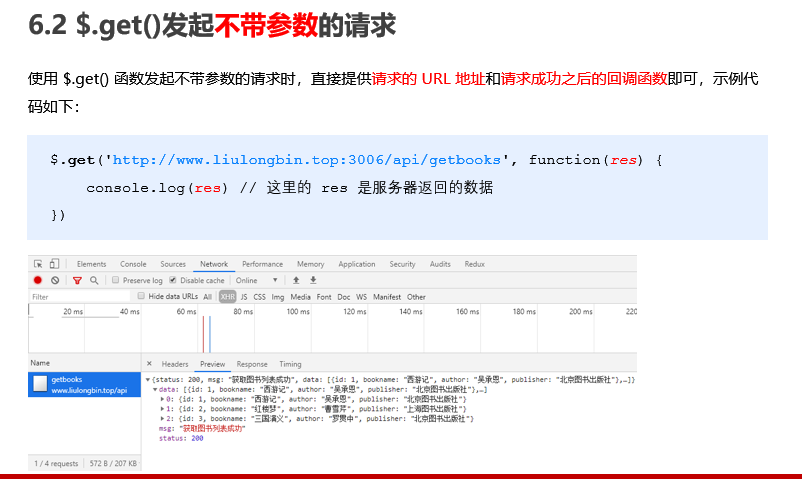 6.2 $.get()发起不带参数的请求
使用 $.get() 函数发起不带参数的请求时，直接提供请求的 URL 地址和请求成功之后的回调函数即可，示例代
码如下：
$.get('http://www.liulongbin.top:3006/api/getbooks', function(res) {
console.log(res) // 这里的 res 是服务器返回的数据
})
Elements Console Sources Network Performance Memory Application Security Audits Redux
Preserve log Disable cache Online
Filter Hide data URLs All XHR JS CSS Img Media Font Doc WS Manifest Other
20 ms 40 ms 60 ms 80 ms 100 ms 120 ms 140 ms 160 ms 180 ms 200 ms 220
Name × Headers Preview Response Timing
getbooks
www.liulongbin.top/api
{status: 200, msg: "获取图书列表成功", data: [{id: 1, bookname: "西游记", author: "吴承恩", publisher: "北京图书出版社"},…]}
data: [{id: 1, bookname: "西游记", author: "吴承恩", publisher: "北京图书出版社"},…]
0: {id: 1, bookname: "西游记", author: "吴承恩", publisher: "北京图书出版社"}
1: {id: 2, bookname: "红楼梦", author: "曹雪芹", publisher: "上海图书出版社"}
2: {id: 3, bookname: "三国演义", author: "罗贯中", publisher: "北京图书出版社"}
msg: "获取图书列表成功"
status: 200
1 / 4 requests 572 B / 207 KB